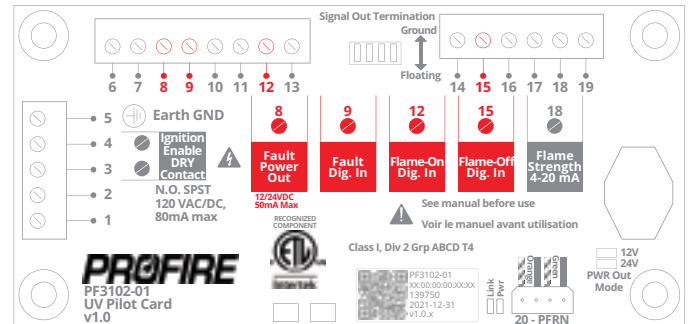 Signal Out Termination
Ground
Floating
6 7 8 9 10 11 12 13
14 15 16 17 18 19
5
4
3
2
1
Earth GND
Ignition
Enable
DRY
Contact
N.O. SPST
120 VAC/DC,
80mA max
8
Fault
Power
Out
12/24VDC
50mA Max
9
Fault
Dig. In
12
Flame-On
Dig. In
15
Flame-Off
Dig. In
18
Flame
Strength
4-20 mA
See manual before use
Voir le manuel avant utilisation
RECOGNIZED
COMPONENT
ETL
Intertek
Class I, Div 2 Grp ABCD T4
PROFIRE
PF3102-01
UV Pilot Card
v1.0
PF3102-01
XX:00:00:00:XX:XX
139750
2021-12-31
v1.0.x
Link
Pwr
Orange
Green
20 - PFRN
12V
24V
PWR Out
Mode